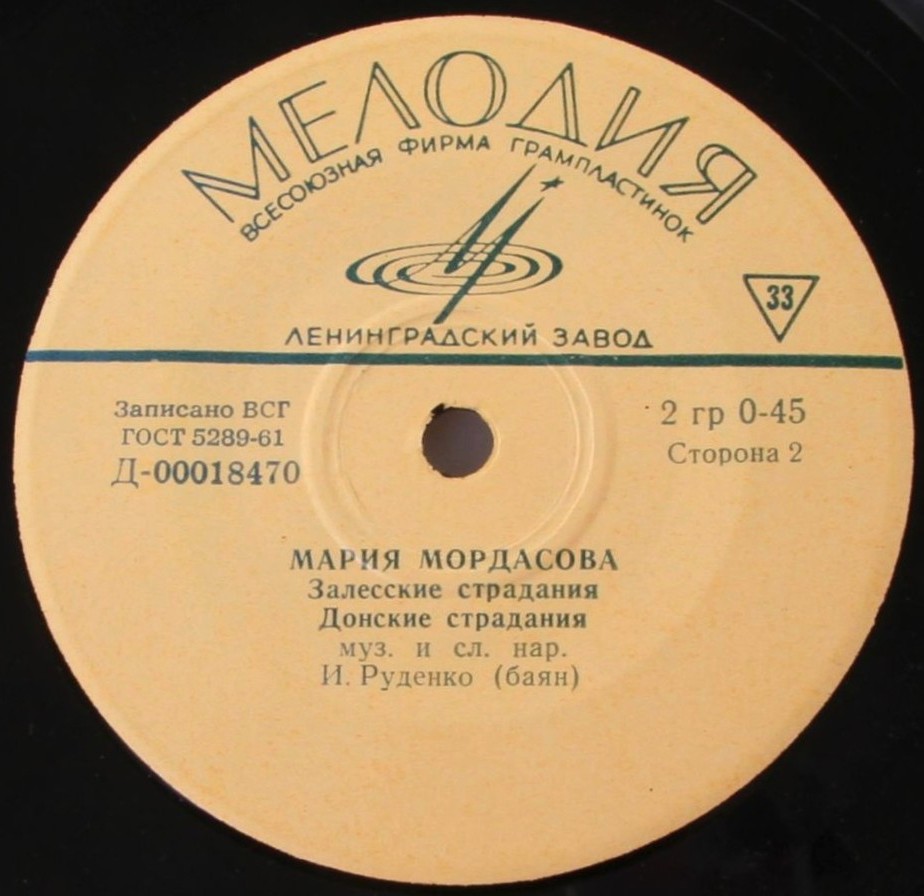 МЕЛОДИЯ
ВСЕСОЮЗНАЯ ФИРМА ГРАМПЛАСТИНОК
33
ЛЕНИНГРАДСКИЙ ЗАВОД
Записано ВСГ
ГОСТ 5289-61
Д-00018470
2 гр 0-45
Сторона 2
МАРИЯ МОРДАСОВА
Залесские страдания
Донские страдания
муз. и сл. нар.
И. Руденко (баян)